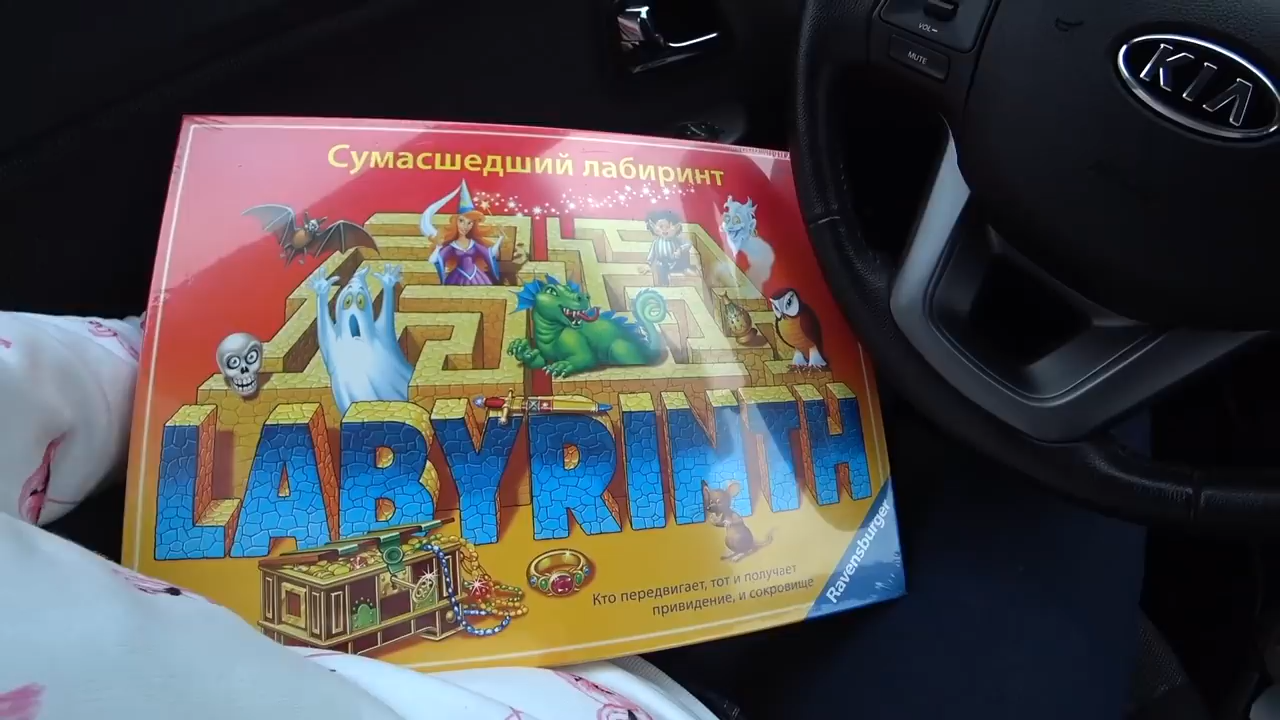 VOL−
MUTE
KIA
Сумасшедший лабиринт
LABYRINTH
Кто передвигает, тот и получает
привидение, и сокровище
Ravensburger